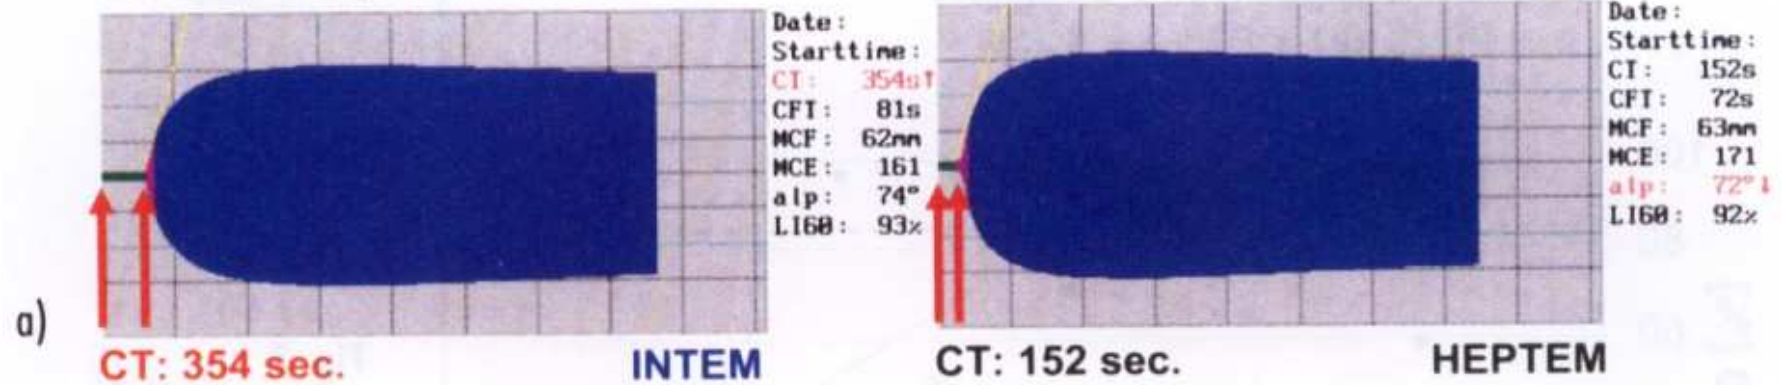 Date:
Starttime:
CT: 354s↑
CFT: 81s
MCF: 62mm
MCE: 161
alp: 74°
LI60: 93%
Date:
Starttime:
CT: 152s
CFT: 72s
MCF: 63mm
MCE: 171
alp: 72°↓
LI60: 92%
a)
CT: 354 sec. INTEM
CT: 152 sec. HEPTEM